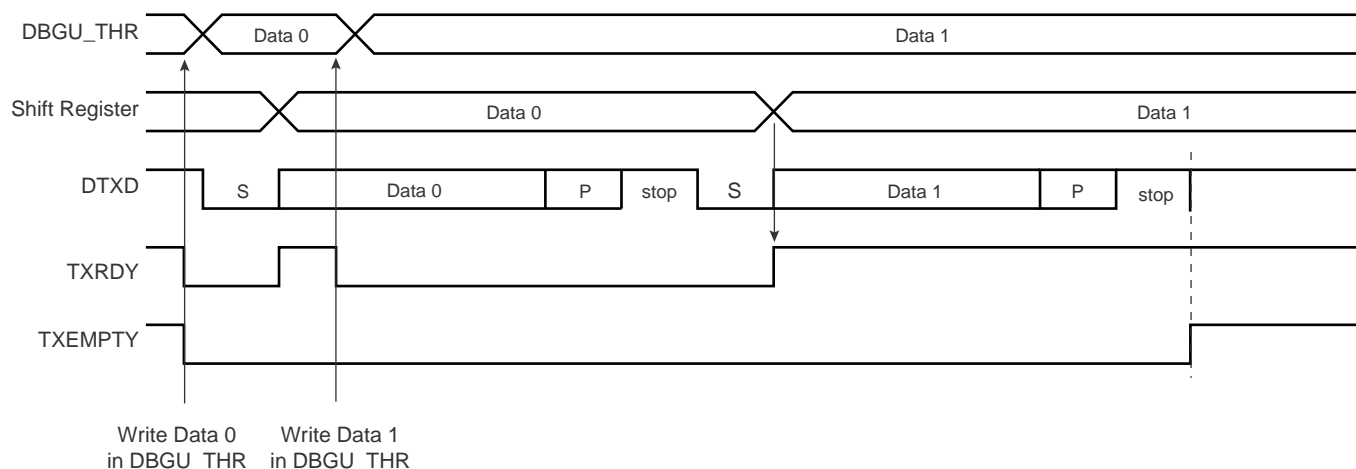 DBGU_THR
Data 0
Data 1
Shift Register
Data 0
Data 1
DTXD
S
Data 0
P
stop
S
Data 1
P
stop
TXRDY
TXEMPTY
Write Data 0
in DBGU_THR
Write Data 1
in DBGU_THR